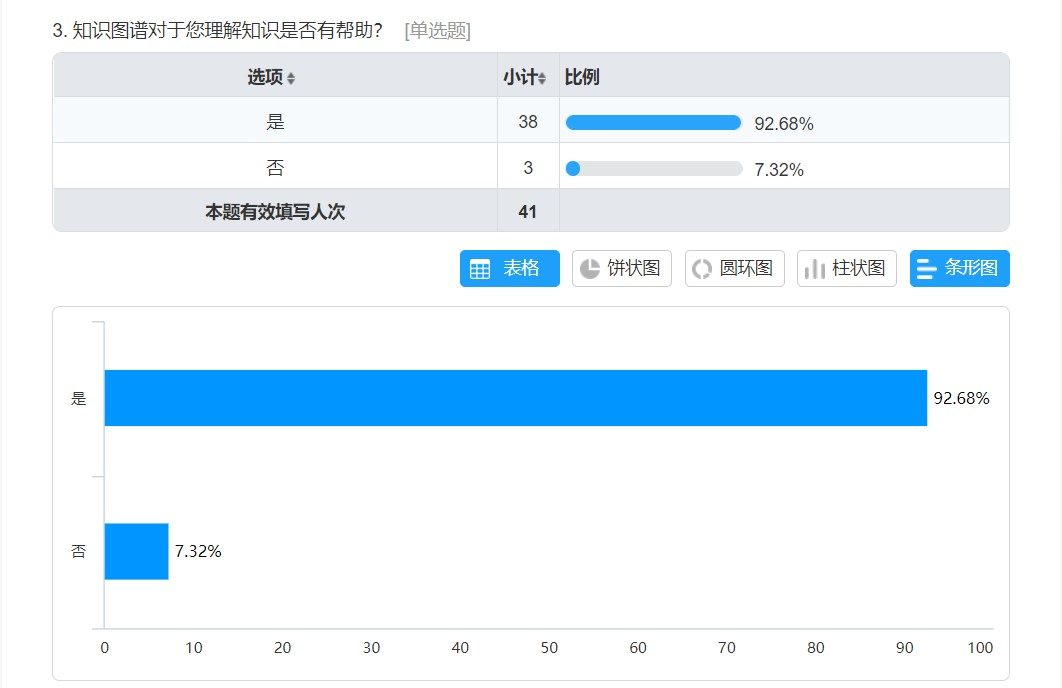 3. 知识图谱对于您理解知识是否有帮助? [单选题]
选项 小计 比例
是 38 92.68%
否 3 7.32%
本题有效填写人次 41
表格 饼状图 圆环图 柱状图 条形图
是 92.68%
否 7.32%
0 10 20 30 40 50 60 70 80 90 100